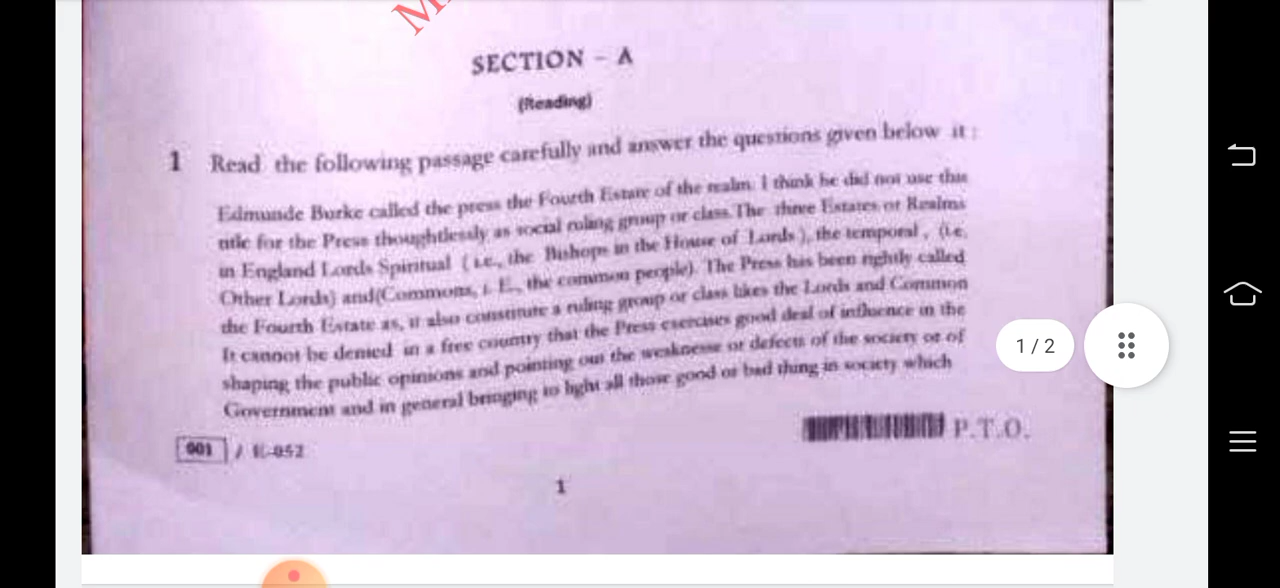 M
SECTION - A
(Reading)
1 Read the following passage carefully and answer the questions given below it :
Edmunde Burke called the press the Fourth Estate of the realm. I think he did not use this
title for the Press thoughtlessly as social ruling group or class.The three Estates or Realms
in England Lords Spiritual ( i.e., the Bishops in the House of Lords ), the temporal , (i.e.
Other Lords) and(Commons, i. E., the common people). The Press has been rightly called
the Fourth Estate as, it also constitute a ruling group or class likes the Lords and Common
It cannot be denied in a free country that the Press exercises good deal of influence in the
shaping the public opinions and pointing out the weaknesse or defects of the society or of
Government and in general bringing to light all those good or bad thing in society which
001 / E-052
P.T.O.
1
1 / 2